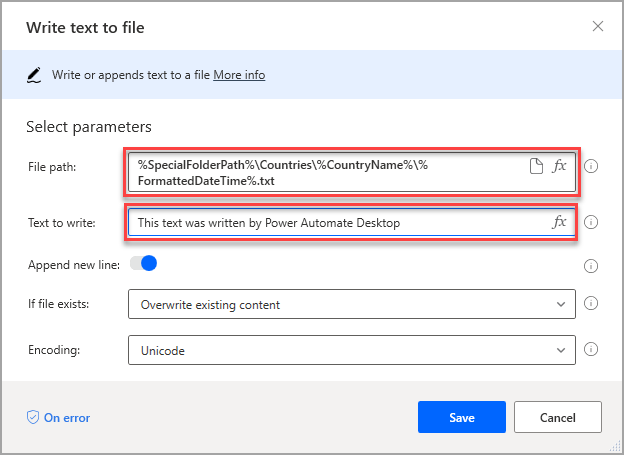 Write text to file
Write or appends text to a file More info
Select parameters
File path:
%SpecialFolderPath%\Countries\%CountryName%\%
FormattedDateTime%.txt
fx
Text to write:
This text was written by Power Automate Desktop
fx
Append new line:
If file exists:
Overwrite existing content
Encoding:
Unicode
On error
Save
Cancel